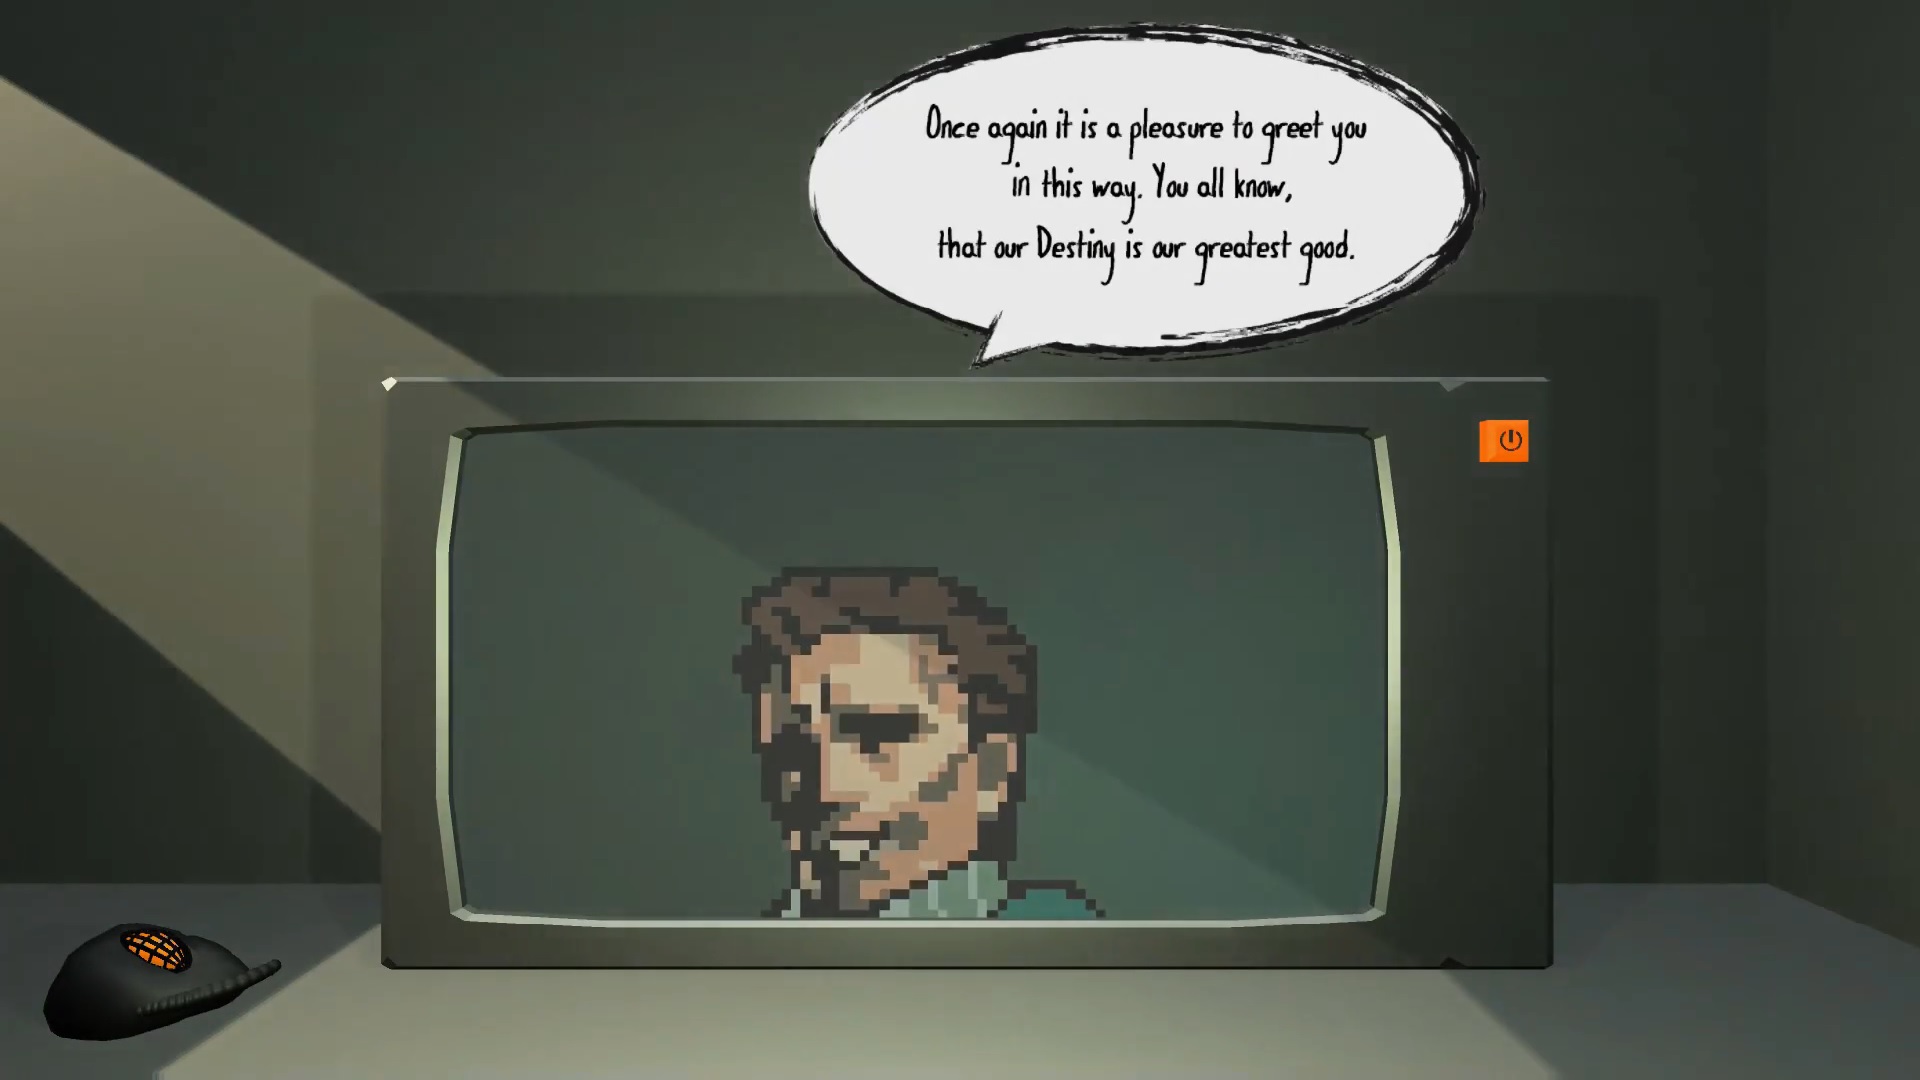 Once again it is a pleasure to greet you
in this way. You all know,
that our Destiny is our greatest good.